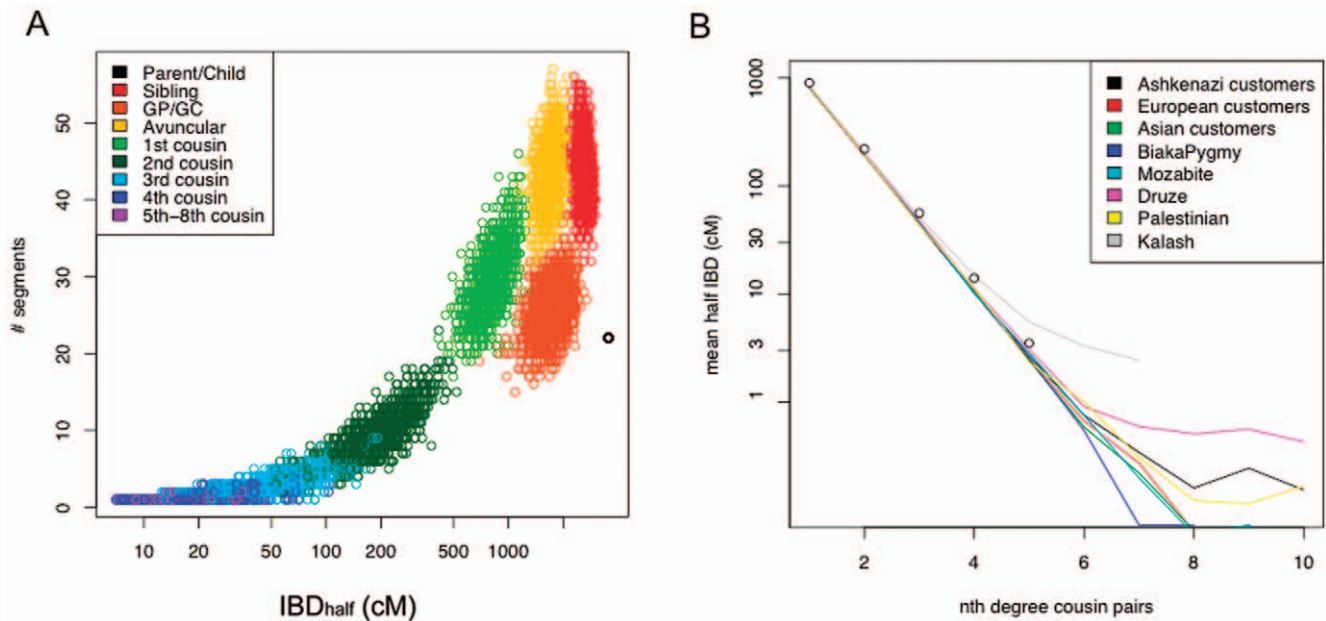 A
Parent/Child
Sibling
GP/GC
Avuncular
1st cousin
2nd cousin
3rd cousin
4th cousin
5th-8th cousin
# segments
50
40
30
20
10
0
10 20 50 100 200 500 1000
IBDhalf (cM)
B
Ashkenazi customers
European customers
Asian customers
BiakaPygmy
Mozabite
Druze
Palestinian
Kalash
mean half IBD (cM)
1000
100
30
10
3
1
2 4 6 8 10
nth degree cousin pairs